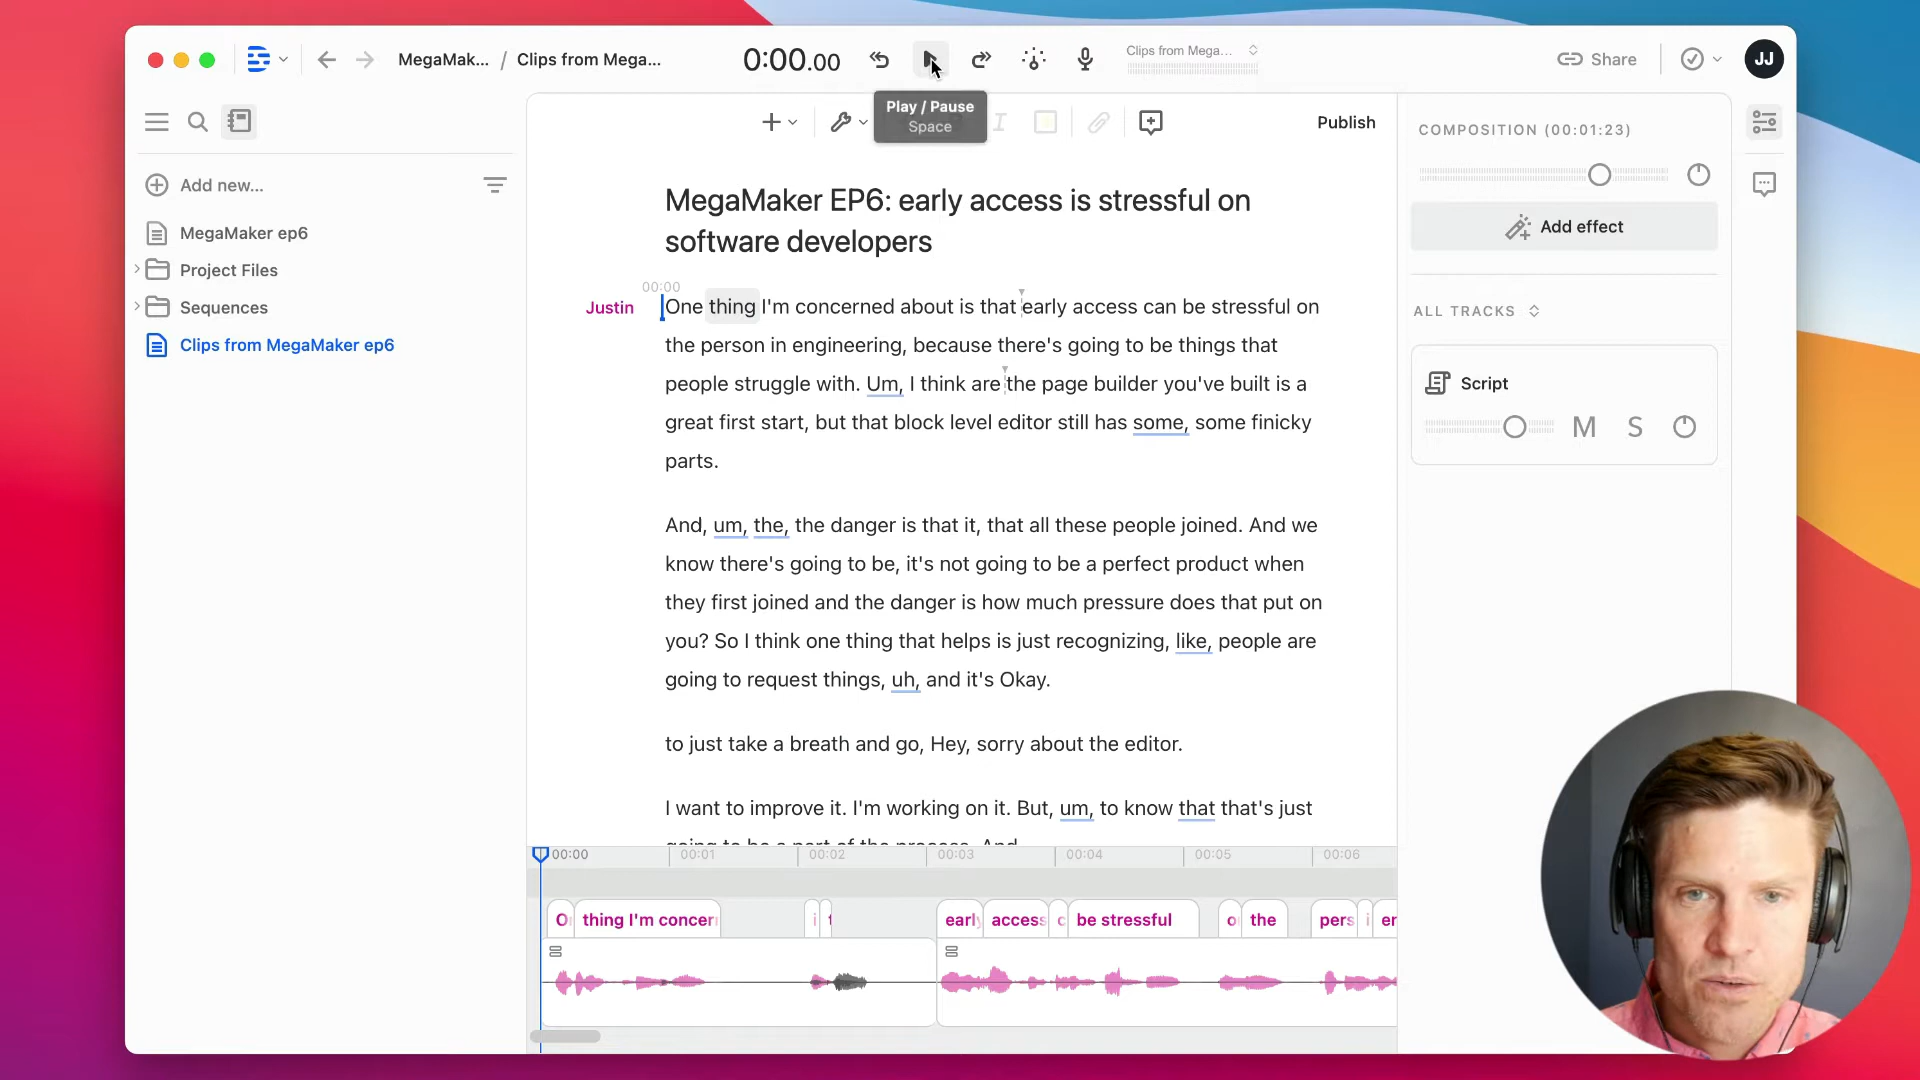 MegaMak... / Clips from Mega...
0:00.00
Clips from Mega...
Share
JJ
Play / Pause
Space
Publish
Add new...
MegaMaker ep6
Project Files
Sequences
Clips from MegaMaker ep6
MegaMaker EP6: early access is stressful on
software developers
00:00
Justin
One thing I'm concerned about is that early access can be stressful on
the person in engineering, because there's going to be things that
people struggle with. Um, I think are the page builder you've built is a
great first start, but that block level editor still has some, some finicky
parts.
And, um, the, the danger is that it, that all these people joined. And we
know there's going to be, it's not going to be a perfect product when
they first joined and the danger is how much pressure does that put on
you? So I think one thing that helps is just recognizing, like, people are
going to request things, uh, and it's Okay.
to just take a breath and go, Hey, sorry about the editor.
I want to improve it. I'm working on it. But, um, to know that that's just
going to be a part of the process. And
COMPOSITION (00:01:23)
Add effect
ALL TRACKS
Script
M S
00:00 00:01 00:02 00:03 00:04 00:05 00:06
thing I'm concer
early access c be stressful
the pers i